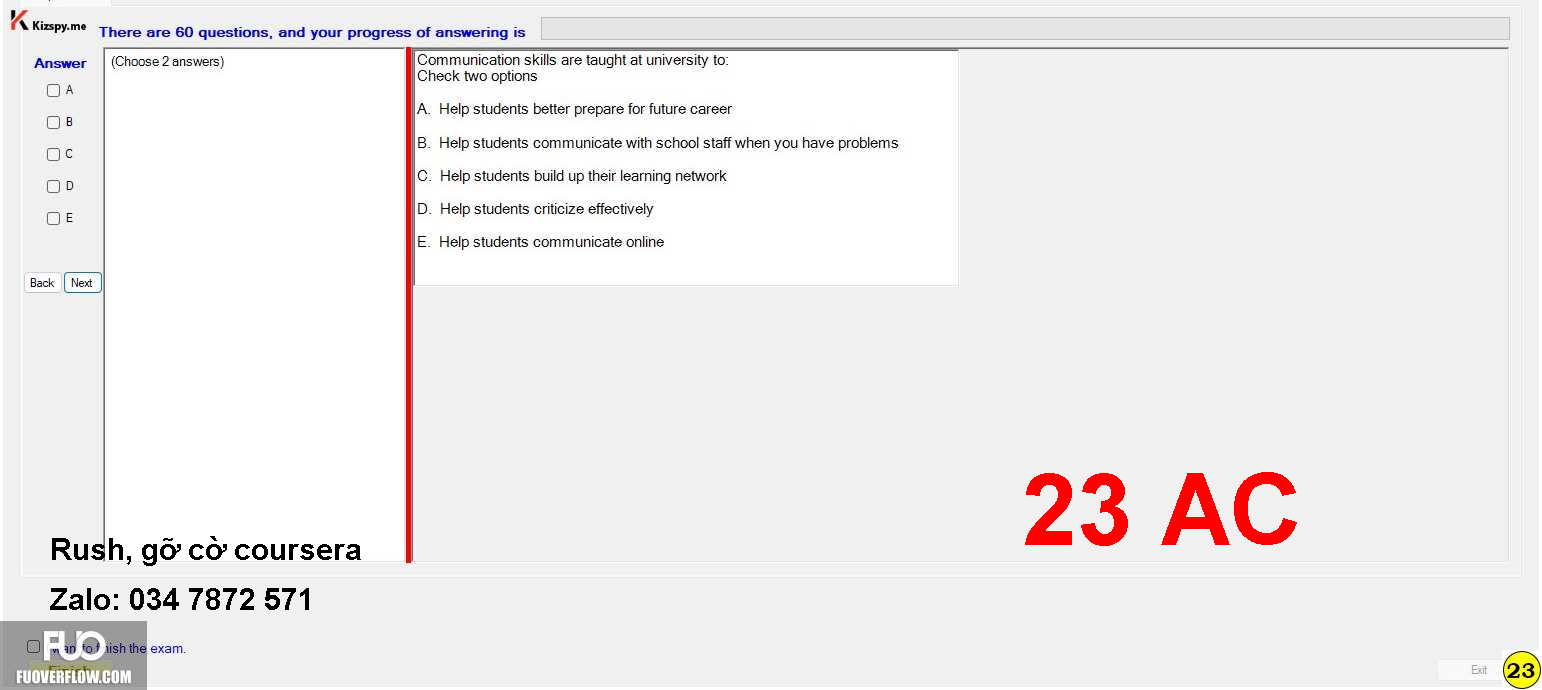 Kizspy.me
There are 60 questions, and your progress of answering is
Answer
(Choose 2 answers)
A
B
C
D
E
Back
Next
Communication skills are taught at university to:
Check two options
A. Help students better prepare for future career
B. Help students communicate with school staff when you have problems
C. Help students build up their learning network
D. Help students criticize effectively
E. Help students communicate online
23 AC
Rush, gỡ cờ coursera
Zalo: 034 7872 571
FUO
want to finish the exam.
Finish
FUOVERFLOW.COM
Exit
23